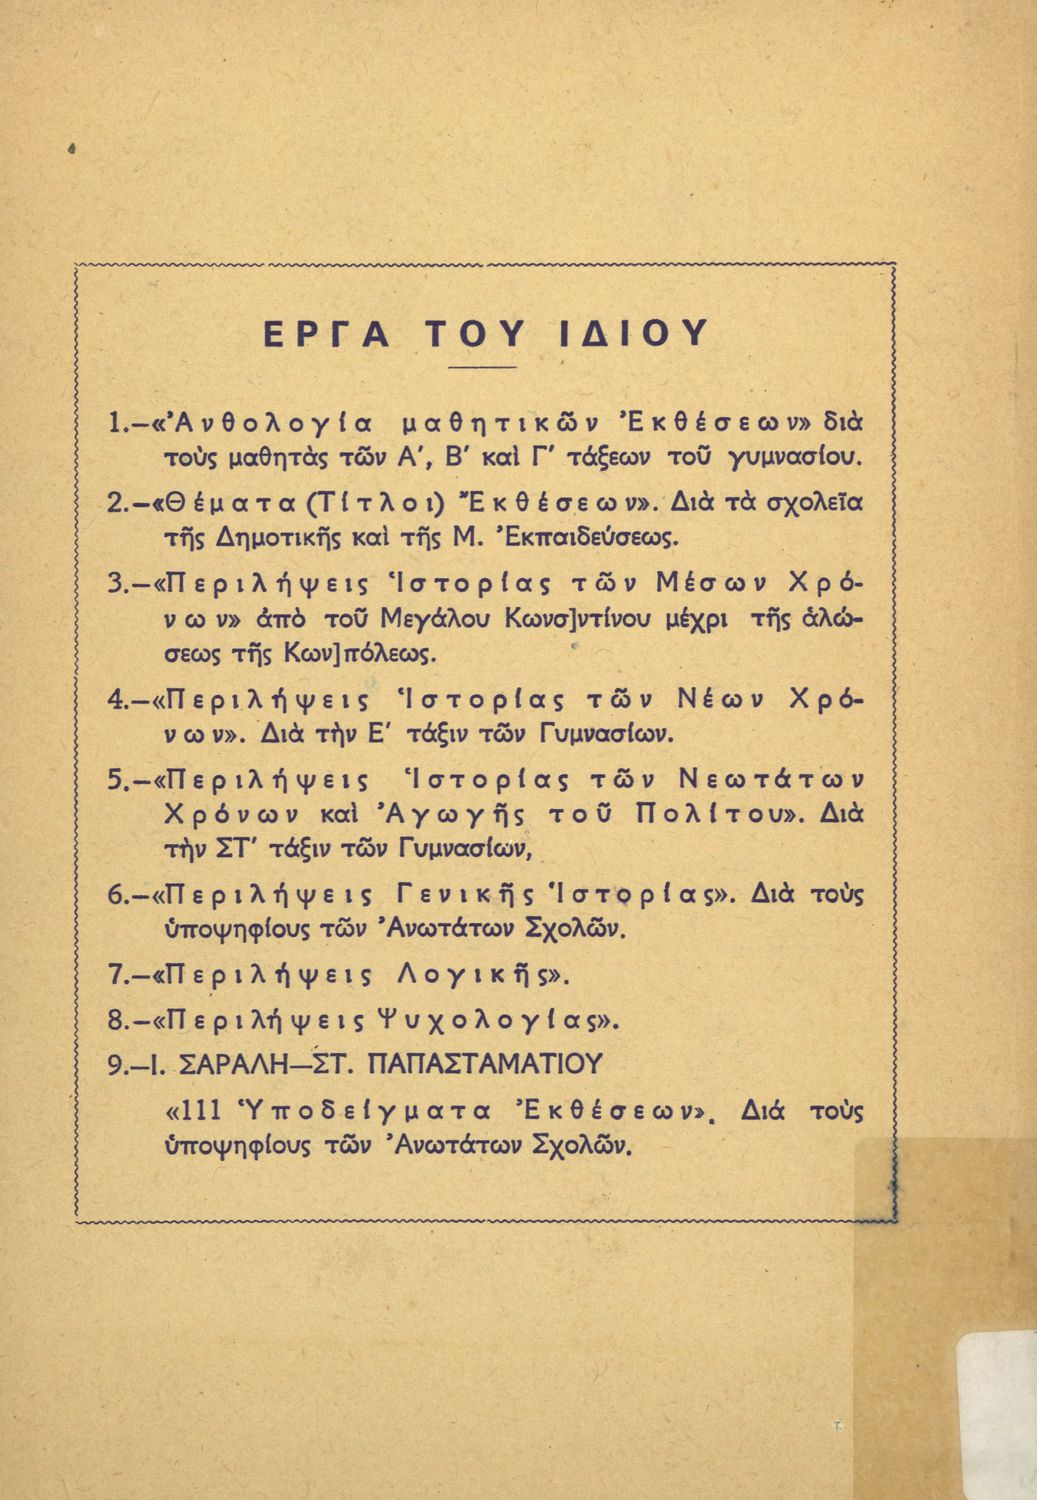 ΕΡΓΑ ΤΟΥ ΙΔΙΟΥ
1.—«Ἀνθολογία μαθητικῶν Ἐκθέσεων» διὰ
τοὺς μαθητὰς τῶν Α′, Β′ καὶ Γ′ τάξεων τοῦ γυμνασίου.
2.—«Θέματα (Τίτλοι) Ἐκθέσεων». Διὰ τὰ σχολεῖα
τῆς Δημοτικῆς καὶ τῆς Μ. Ἐκπαιδεύσεως.
3.—«Περιλήψεις Ἱστορίας τῶν Μέσων Χρό-
νων» ἀπὸ τοῦ Μεγάλου Κωνσ]ντίνου μέχρι τῆς ἁλώ-
σεως τῆς Κων]πόλεως.
4.—«Περιλήψεις Ἱστορίας τῶν Νέων Χρό-
νων». Διὰ τὴν Ε′ τάξιν τῶν Γυμνασίων.
5.—«Περιλήψεις Ἱστορίας τῶν Νεωτάτων
Χρόνων καὶ Ἀγωγῆς τοῦ Πολίτου». Διὰ
τὴν ΣΤ′ τάξιν τῶν Γυμνασίων,
6.—«Περιλήψεις Γενικῆς Ἱστορίας». Διὰ τοὺς
ὑποψηφίους τῶν Ἀνωτάτων Σχολῶν.
7.—«Περιλήψεις Λογικῆς».
8.—«Περιλήψεις Ψυχολογίας».
9.—Ι. ΣΑΡΑΛΗ—ΣΤ. ΠΑΠΑΣΤΑΜΑΤΙΟΥ
«111 Ὑποδείγματα Ἐκθέσεων». Διά τοὺς
ὑποψηφίους τῶν Ἀνωτάτων Σχολῶν.